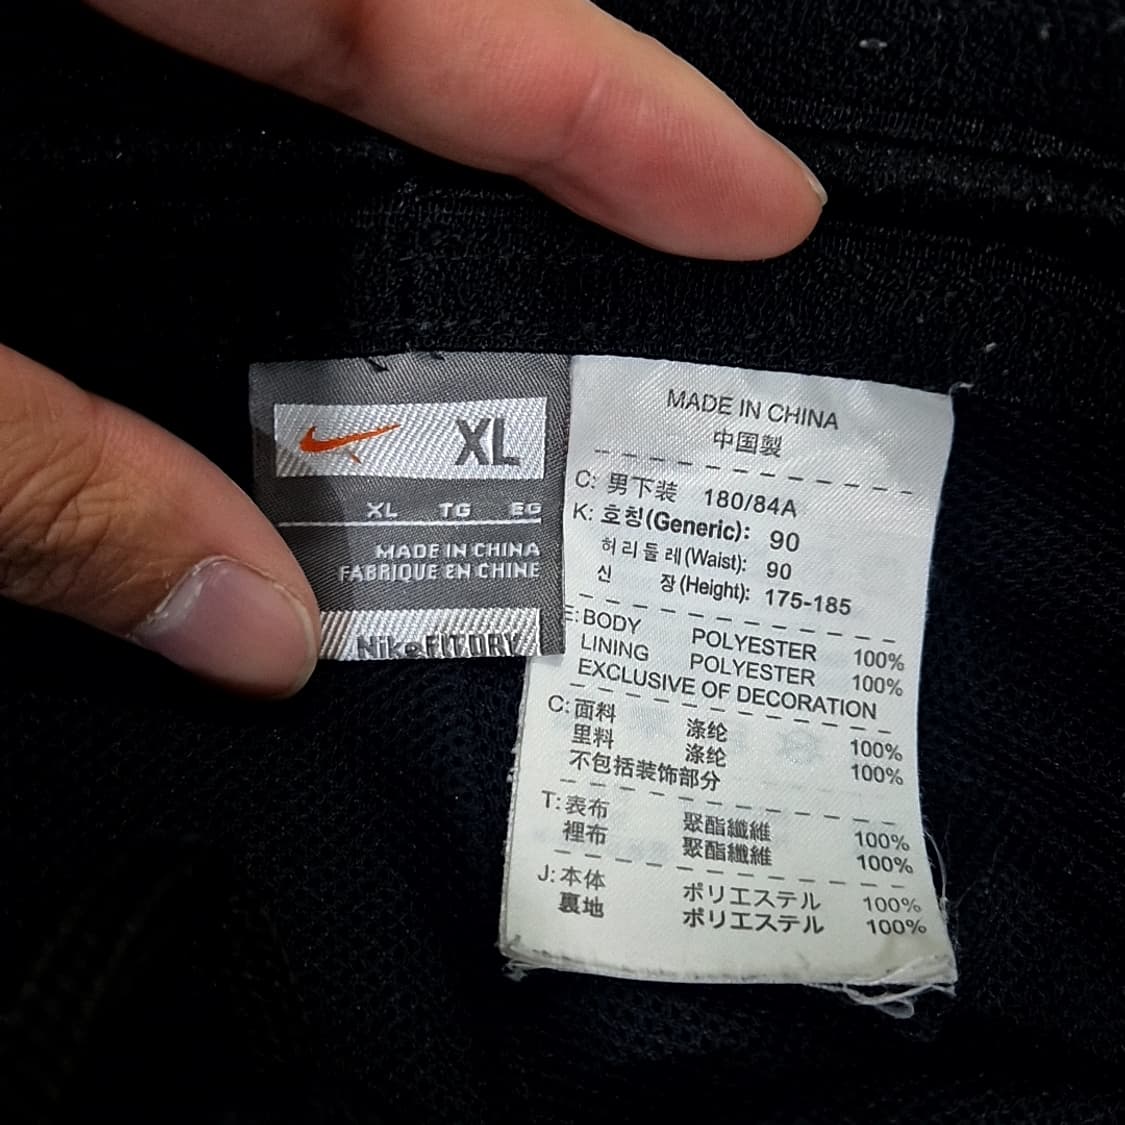 XL
XL TG EG
MADE IN CHINA
FABRIQUE EN CHINE
Nike FIT DRY
MADE IN CHINA
中国製
C: 男下装 180/84A
K: 호칭(Generic): 90
허리둘레(Waist): 90
신 장(Height): 175-185
E: BODY POLYESTER 100%
LINING POLYESTER 100%
EXCLUSIVE OF DECORATION
C: 面料 涤纶 100%
里料 涤纶 100%
不包括装饰部分
T: 表布 聚酯纖維 100%
裡布 聚酯纖維 100%
J: 本体 ポリエステル 100%
裏地 ポリエステル 100%